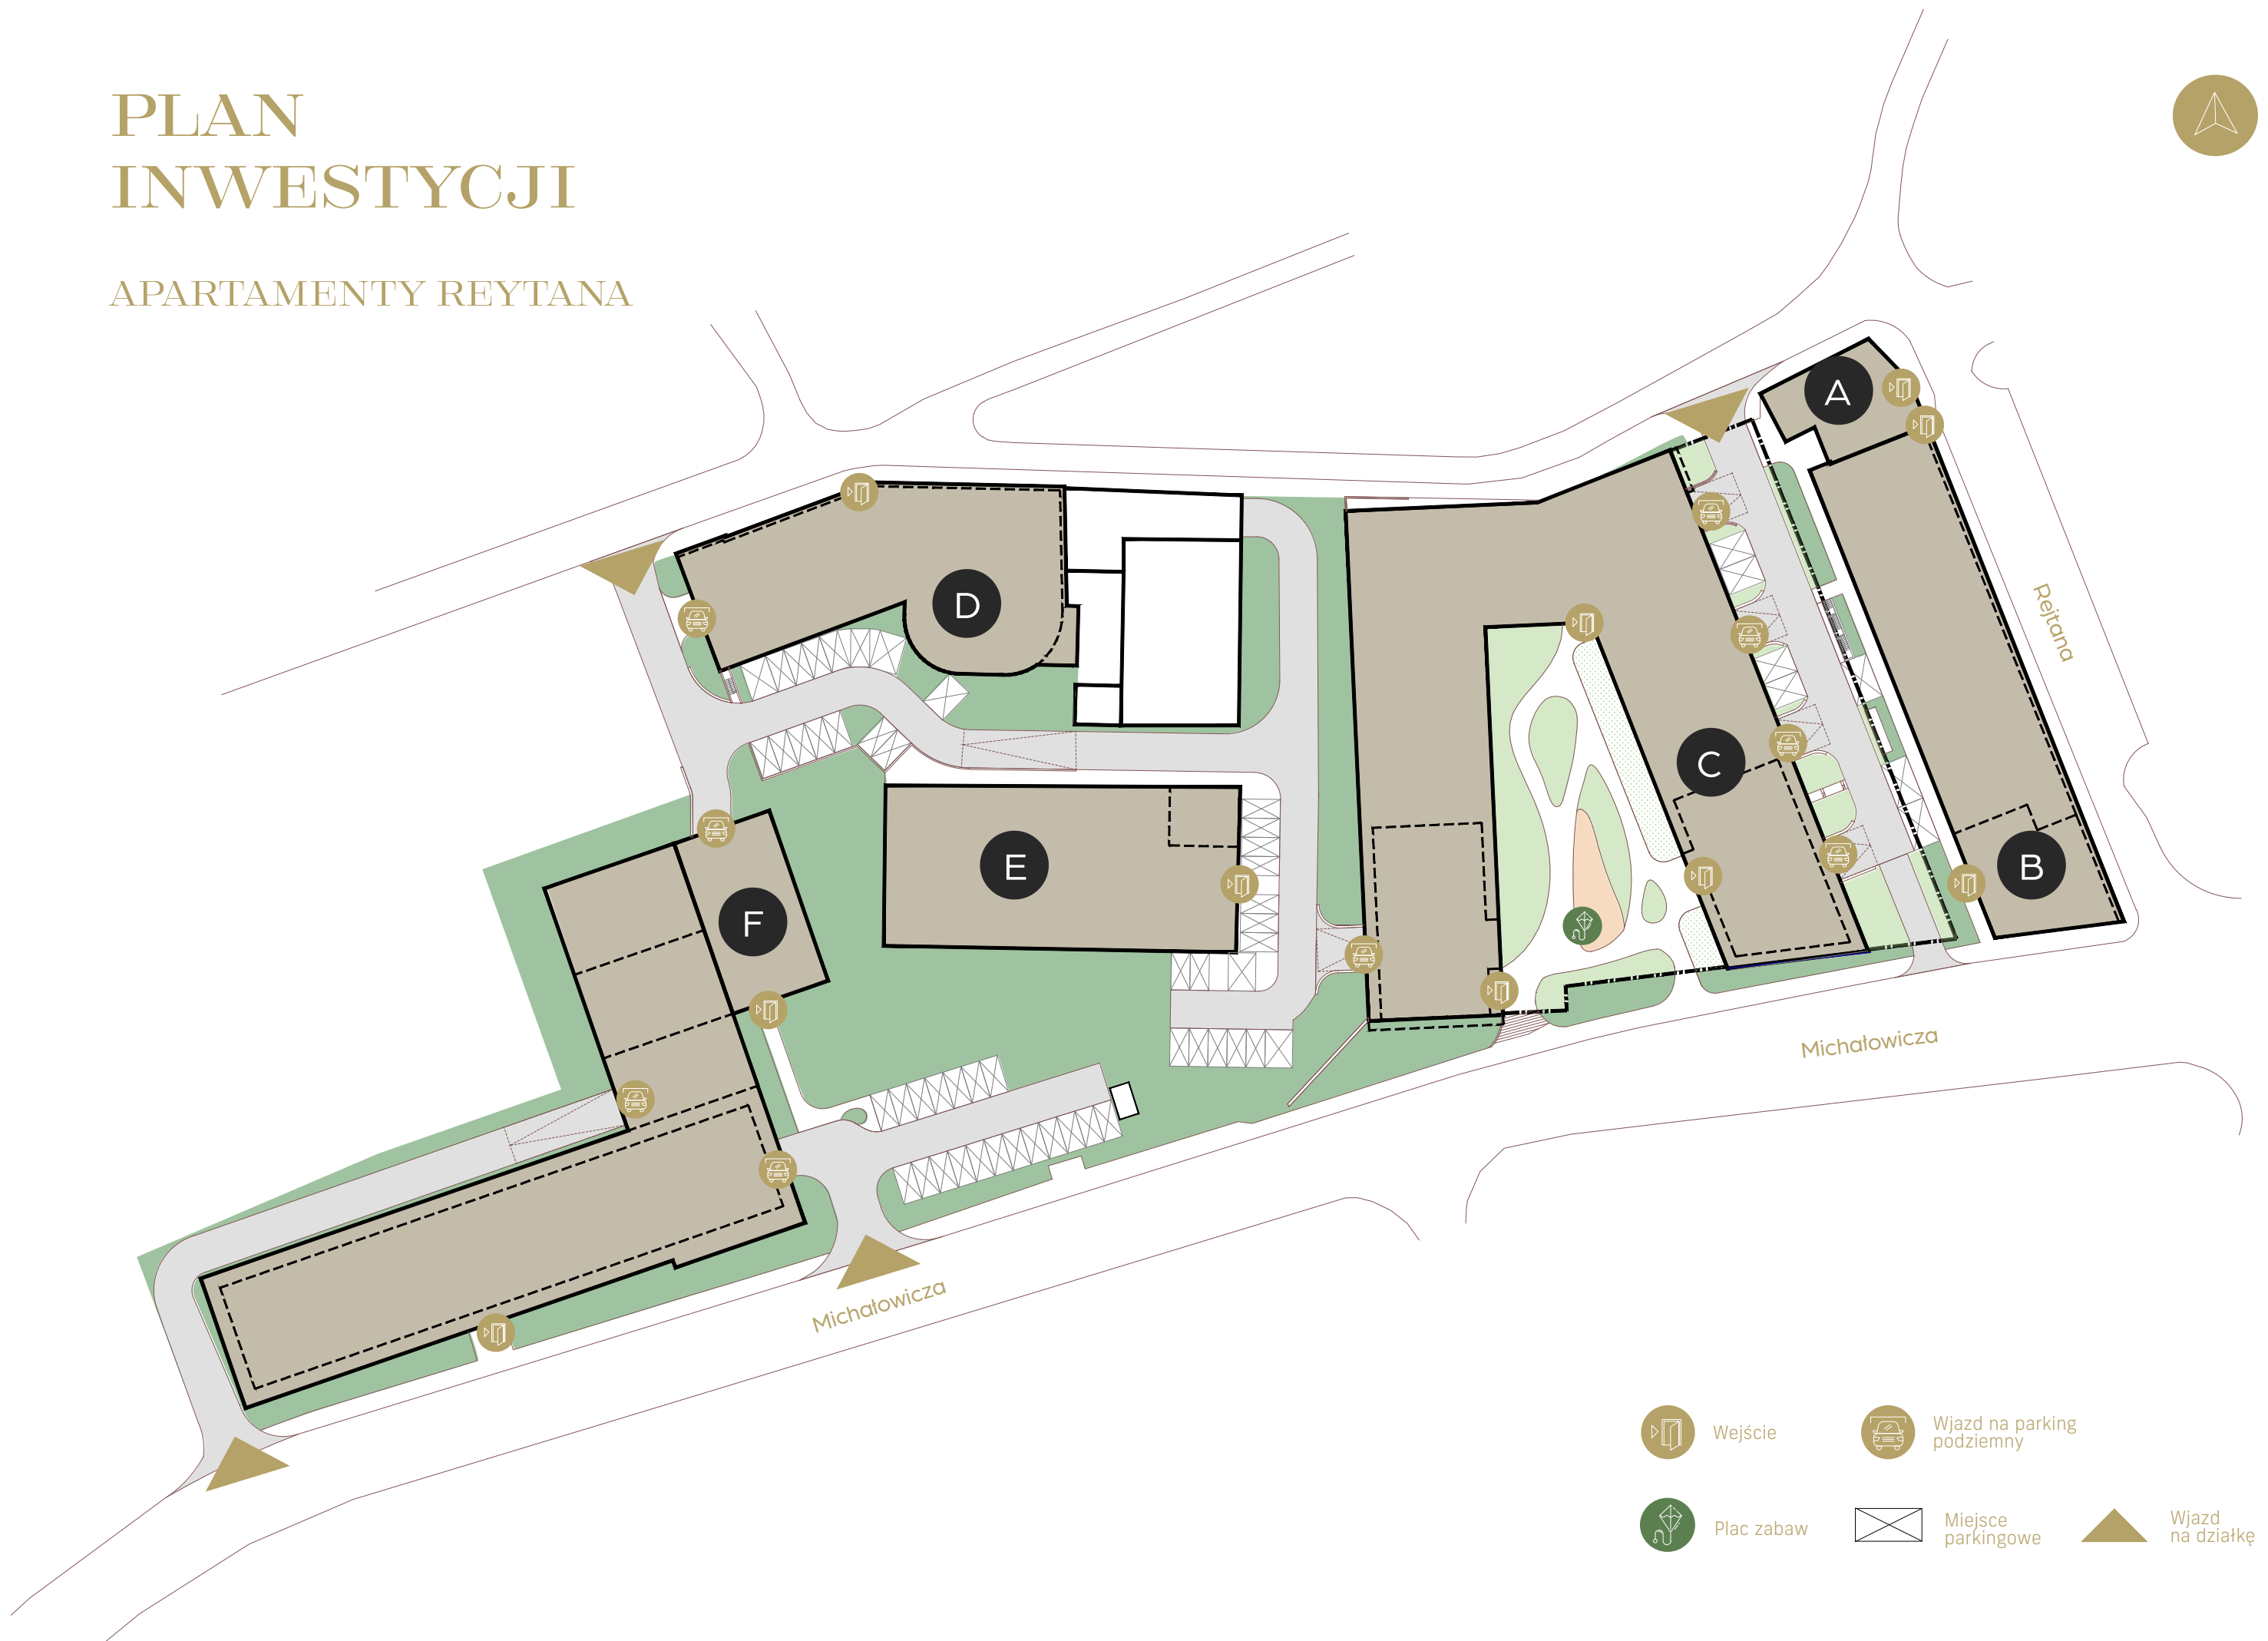 PLAN
INWESTYCJI
APARTAMENTY REYTANA
A
D
Rejtana
C
E
B
F
Michałowicza
Michałowicza
Wejście
Wjazd na parking
podziemny
Plac zabaw
Miejsce
parkingowe
Wjazd
na działkę